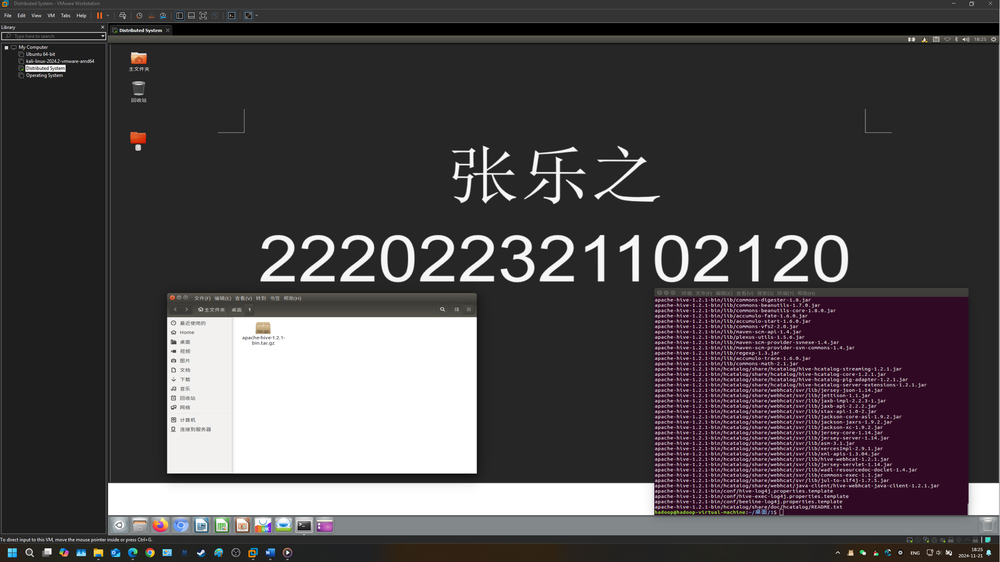 Distributed System - VMware Workstation
File Edit View VM Tabs Help
Library
Type here to search
My Computer
Ubuntu 64-bit
kali-linux-2024.2-vmware-amd64
Distributed System
Operating System
Distributed System
18:25
主文件夹
回收站
1
张乐之
222022321102120
文件(F) 编辑(E) 查看(V) 转到 书签 帮助(H)
主文件夹 桌面 1
最近使用的
Home
桌面
视频
图片
文档
下载
音乐
回收站
网络
计算机
连接到服务器
tar.gz
apache-hive-1.2.1-
bin.tar.gz
终端 文件(F) 编辑(E) 查看(V) 搜索(S) 终端(T) 帮助(H)
apache-hive-1.2.1-bin/lib/commons-digester-1.8.jar
apache-hive-1.2.1-bin/lib/commons-beanutils-1.7.0.jar
apache-hive-1.2.1-bin/lib/commons-beanutils-core-1.8.0.jar
apache-hive-1.2.1-bin/lib/accumulo-fate-1.6.0.jar
apache-hive-1.2.1-bin/lib/accumulo-start-1.6.0.jar
apache-hive-1.2.1-bin/lib/commons-vfs2-2.0.jar
apache-hive-1.2.1-bin/lib/maven-scm-api-1.4.jar
apache-hive-1.2.1-bin/lib/plexus-utils-1.5.6.jar
apache-hive-1.2.1-bin/lib/maven-scm-provider-svnexe-1.4.jar
apache-hive-1.2.1-bin/lib/maven-scm-provider-svn-commons-1.4.jar
apache-hive-1.2.1-bin/lib/regexp-1.3.jar
apache-hive-1.2.1-bin/lib/accumulo-trace-1.6.0.jar
apache-hive-1.2.1-bin/lib/commons-math-2.1.jar
apache-hive-1.2.1-bin/hcatalog/share/hcatalog/hive-hcatalog-streaming-1.2.1.jar
apache-hive-1.2.1-bin/hcatalog/share/hcatalog/hive-hcatalog-core-1.2.1.jar
apache-hive-1.2.1-bin/hcatalog/share/hcatalog/hive-hcatalog-pig-adapter-1.2.1.jar
apache-hive-1.2.1-bin/hcatalog/share/hcatalog/hive-hcatalog-server-extensions-1.2.1.jar
apache-hive-1.2.1-bin/hcatalog/share/webhcat/svr/lib/jersey-json-1.14.jar
apache-hive-1.2.1-bin/hcatalog/share/webhcat/svr/lib/jettison-1.1.jar
apache-hive-1.2.1-bin/hcatalog/share/webhcat/svr/lib/jaxb-impl-2.2.3-1.jar
apache-hive-1.2.1-bin/hcatalog/share/webhcat/svr/lib/jaxb-api-2.2.2.jar
apache-hive-1.2.1-bin/hcatalog/share/webhcat/svr/lib/stax-api-1.0-2.jar
apache-hive-1.2.1-bin/hcatalog/share/webhcat/svr/lib/jackson-core-asl-1.9.2.jar
apache-hive-1.2.1-bin/hcatalog/share/webhcat/svr/lib/jackson-jaxrs-1.9.2.jar
apache-hive-1.2.1-bin/hcatalog/share/webhcat/svr/lib/jackson-xc-1.9.2.jar
apache-hive-1.2.1-bin/hcatalog/share/webhcat/svr/lib/jersey-core-1.14.jar
apache-hive-1.2.1-bin/hcatalog/share/webhcat/svr/lib/jersey-server-1.14.jar
apache-hive-1.2.1-bin/hcatalog/share/webhcat/svr/lib/asm-3.1.jar
apache-hive-1.2.1-bin/hcatalog/share/webhcat/svr/lib/xercesImpl-2.9.1.jar
apache-hive-1.2.1-bin/hcatalog/share/webhcat/svr/lib/xml-apis-1.3.04.jar
apache-hive-1.2.1-bin/hcatalog/share/webhcat/svr/lib/hive-webhcat-1.2.1.jar
apache-hive-1.2.1-bin/hcatalog/share/webhcat/svr/lib/jersey-servlet-1.14.jar
apache-hive-1.2.1-bin/hcatalog/share/webhcat/svr/lib/wadl-resourcedoc-doclet-1.4.jar
apache-hive-1.2.1-bin/hcatalog/share/webhcat/svr/lib/commons-exec-1.1.jar
apache-hive-1.2.1-bin/hcatalog/share/webhcat/svr/lib/jul-to-slf4j-1.7.5.jar
apache-hive-1.2.1-bin/hcatalog/share/webhcat/java-client/hive-webhcat-java-client-1.2.1.jar
apache-hive-1.2.1-bin/conf/hive-log4j.properties.template
apache-hive-1.2.1-bin/conf/hive-exec-log4j.properties.template
apache-hive-1.2.1-bin/conf/beeline-log4j.properties.template
apache-hive-1.2.1-bin/hcatalog/share/doc/hcatalog/README.txt
hadoop@hadoop-virtual-machine:~/桌面/1$
UK
To direct input to this VM, move the mouse pointer inside or press Ctrl+G.
ENG
18:25
2024-11-21